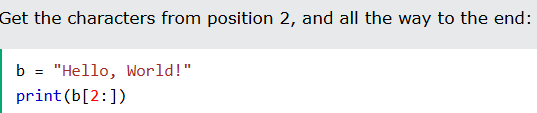 Get the characters from position 2, and all the way to the end:
b = "Hello, World!"
print(b[2:])